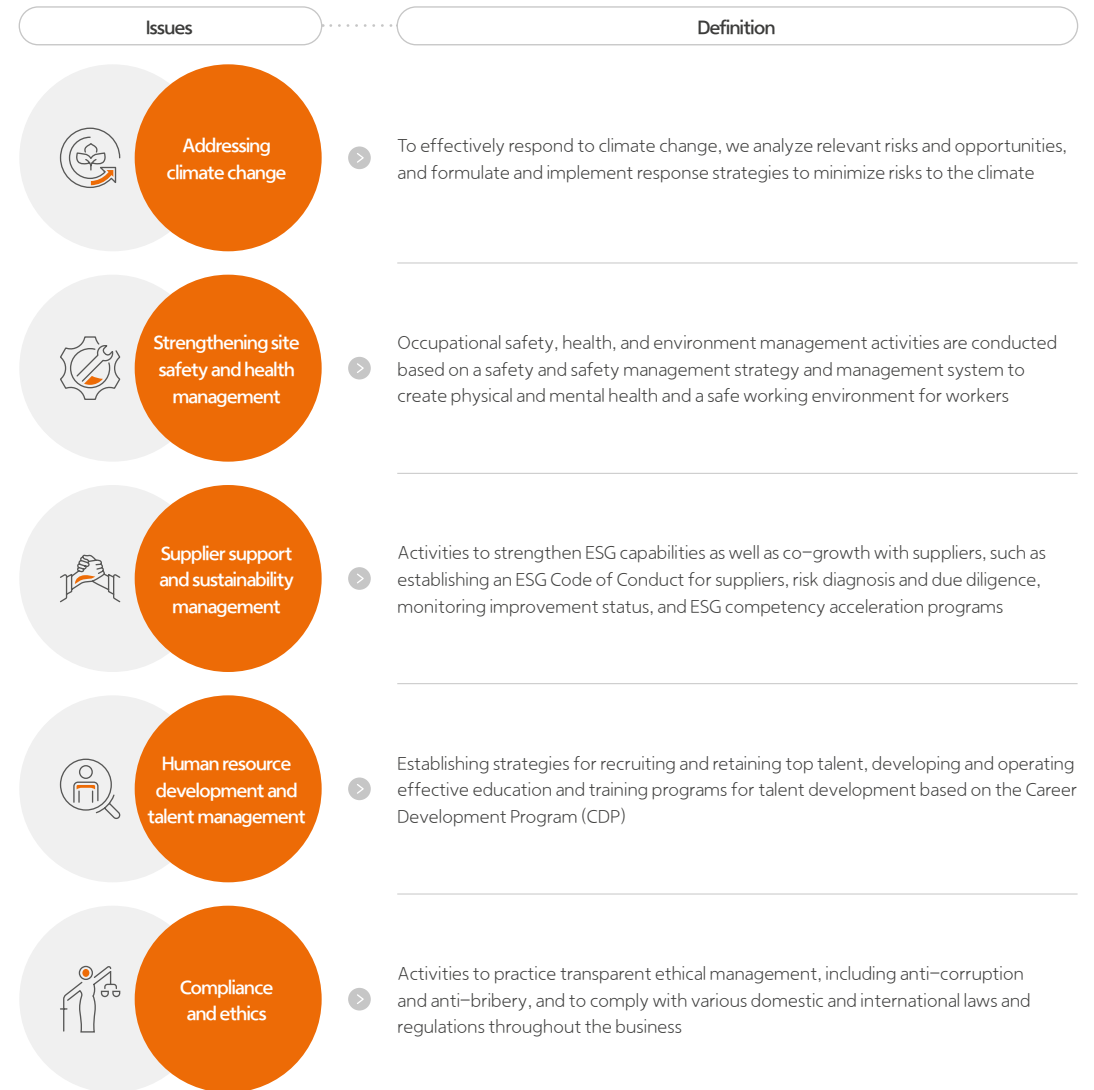 Issues
Definition
Addressing
climate change
To effectively respond to climate change, we analyze relevant risks and opportunities,
and formulate and implement response strategies to minimize risks to the climate
Strengthening site
safety and health
management
Occupational safety, health, and environment management activities are conducted
based on a safety and safety management strategy and management system to
create physical and mental health and a safe working environment for workers
Supplier support
and sustainability
management
Activities to strengthen ESG capabilities as well as co-growth with suppliers, such as
establishing an ESG Code of Conduct for suppliers, risk diagnosis and due diligence,
monitoring improvement status, and ESG competency acceleration programs
Human resource
development and
talent management
Establishing strategies for recruiting and retaining top talent, developing and operating
effective education and training programs for talent development based on the Career
Development Program (CDP)
Compliance
and ethics
Activities to practice transparent ethical management, including anti-corruption
and anti-bribery, and to comply with various domestic and international laws and
regulations throughout the business